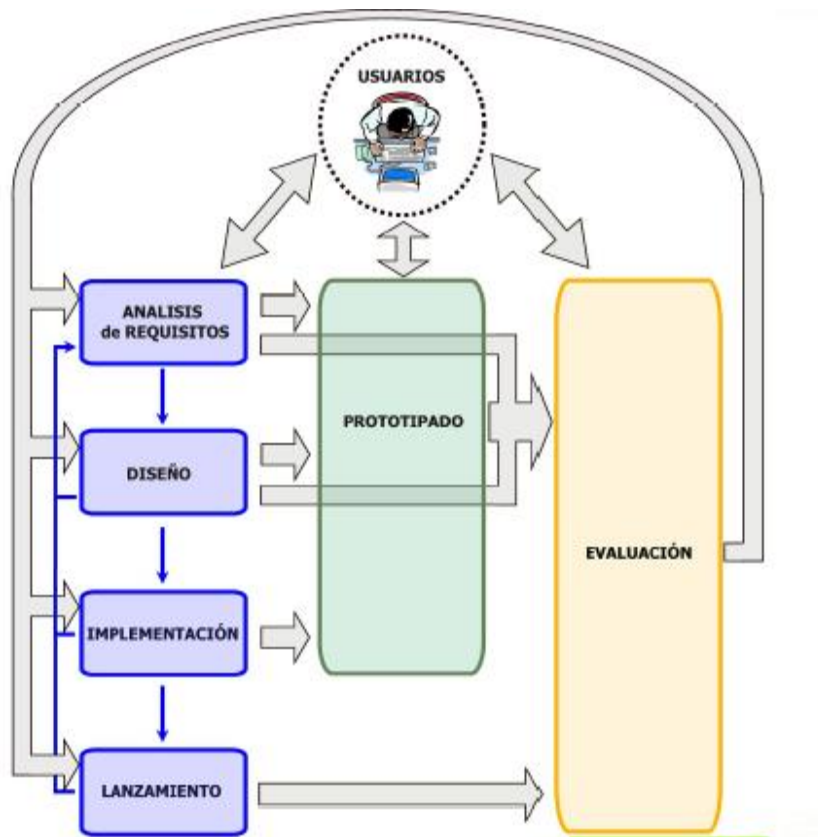 USUARIOS
ANALISIS
de REQUISITOS
PROTOTIPADO
DISEÑO
EVALUACIÓN
IMPLEMENTACIÓN
LANZAMIENTO